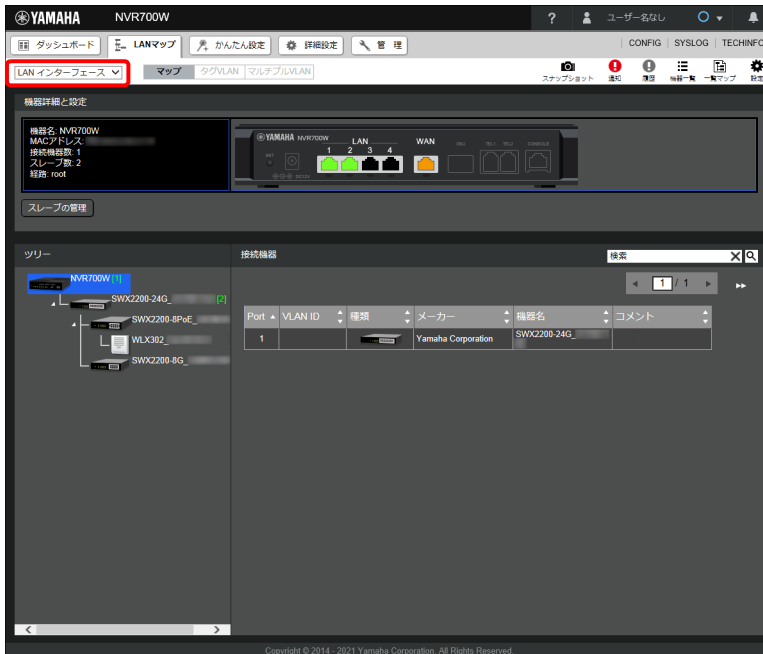 YAMAHA NVR700W ? ユーザー名なし
ダッシュボード LANマップ かんたん設定 詳細設定 管 理 CONFIG SYSLOG TECHINFO
LAN インターフェース マップ タグVLAN マルチプルVLAN スナップショット 通知 履歴 機器一覧 一覧マップ 設定
機器詳細と設定
機器名: NVR700W
MACアドレス:
接続機器数: 1
スレーブ数: 2
経路: root
YAMAHA NVR700W LAN WAN ONU TEL1 TEL2 CONSOLE
1 2 3 4
DC12V
スレーブの管理
ツリー
NVR700W [1]
SWX2200-24G_ [2]
SWX2200-8PoE_
WLX302_
SWX2200-8G_
接続機器 検索
1 / 1
Port VLAN ID 種類 メーカー 機器名 コメント
1 Yamaha Corporation SWX2200-24G_
Copyright © 2014 - 2021 Yamaha Corporation. All Rights Reserved.